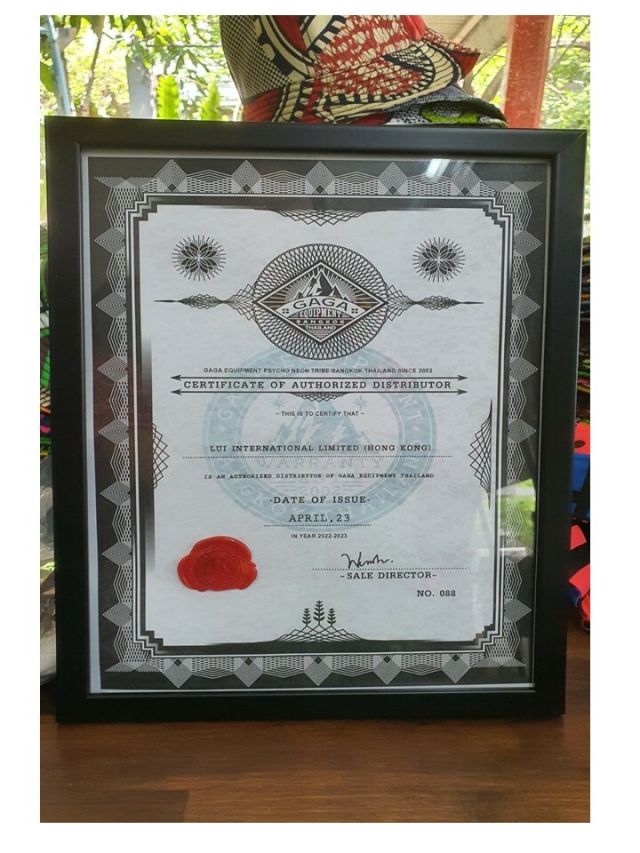 GAGA
EQUIPMENT
BANGKOK
THAILAND
GAGA EQUIPMENT PSYCHO NEON TRIBE BANGKOK THAILAND SINCE 2002
CERTIFICATE OF AUTHORIZED DISTRIBUTOR
- THIS IS TO CERTIFY THAT -
LUI INTERNATIONAL LIMITED (HONG KONG)
WARRANTY
IS AN AUTHORIZED DISTRIBUTOR OF GAGA EQUIPMENT THAILAND
-DATE OF ISSUE-
APRIL,23
IN YEAR 2022-2023
-SALE DIRECTOR-
NO. 088